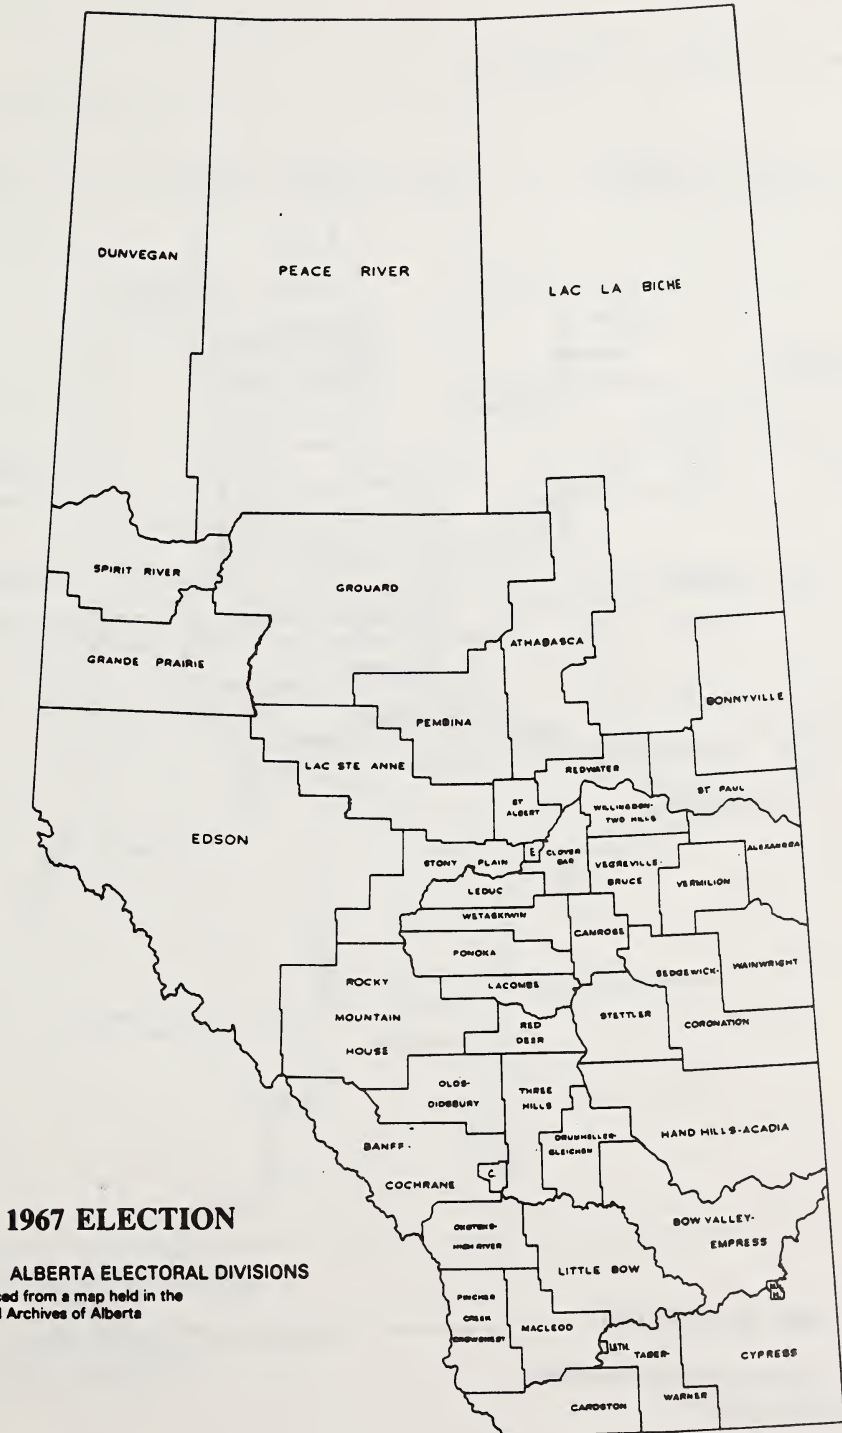 DUNVEGAN
PEACE RIVER
LAC LA BICHE
SPIRIT RIVER
GROUARD
GRANDE PRAIRIE
ATHABASCA
BONNYVILLE
PEMBINA
LAC STE ANNE
REDWATER
ST PAUL
ST
ALBERT
WILLINGDON-
TWO HILLS
EDSON
STONY PLAIN
E
CLOVER
BAR
VEGREVILLE-
BRUCE
ALEXANDRA
VERMILION
LEDUC
WETASKIWIN
CAMROSE
PONOKA
SEDGEWICK-
CORONATION
WAINWRIGHT
ROCKY
MOUNTAIN
HOUSE
LACOMBE
STETTLER
RED
DEER
OLDS-
DIDSBURY
THREE
HILLS
DRUMHELLER-
GLEICHEN
HAND HILLS-ACADIA
BANFF-
COCHRANE
C
1967 ELECTION
ALBERTA ELECTORAL DIVISIONS
ced from a map held in the
l Archives of Alberta
OKOTOKS-
HIGH RIVER
BOW VALLEY-
EMPRESS
LITTLE BOW
M
H
PINCHER
CREEK
CROWSNEST
MACLEOD
LETH.
TABER-
WARNER
CYPRESS
CARDSTON